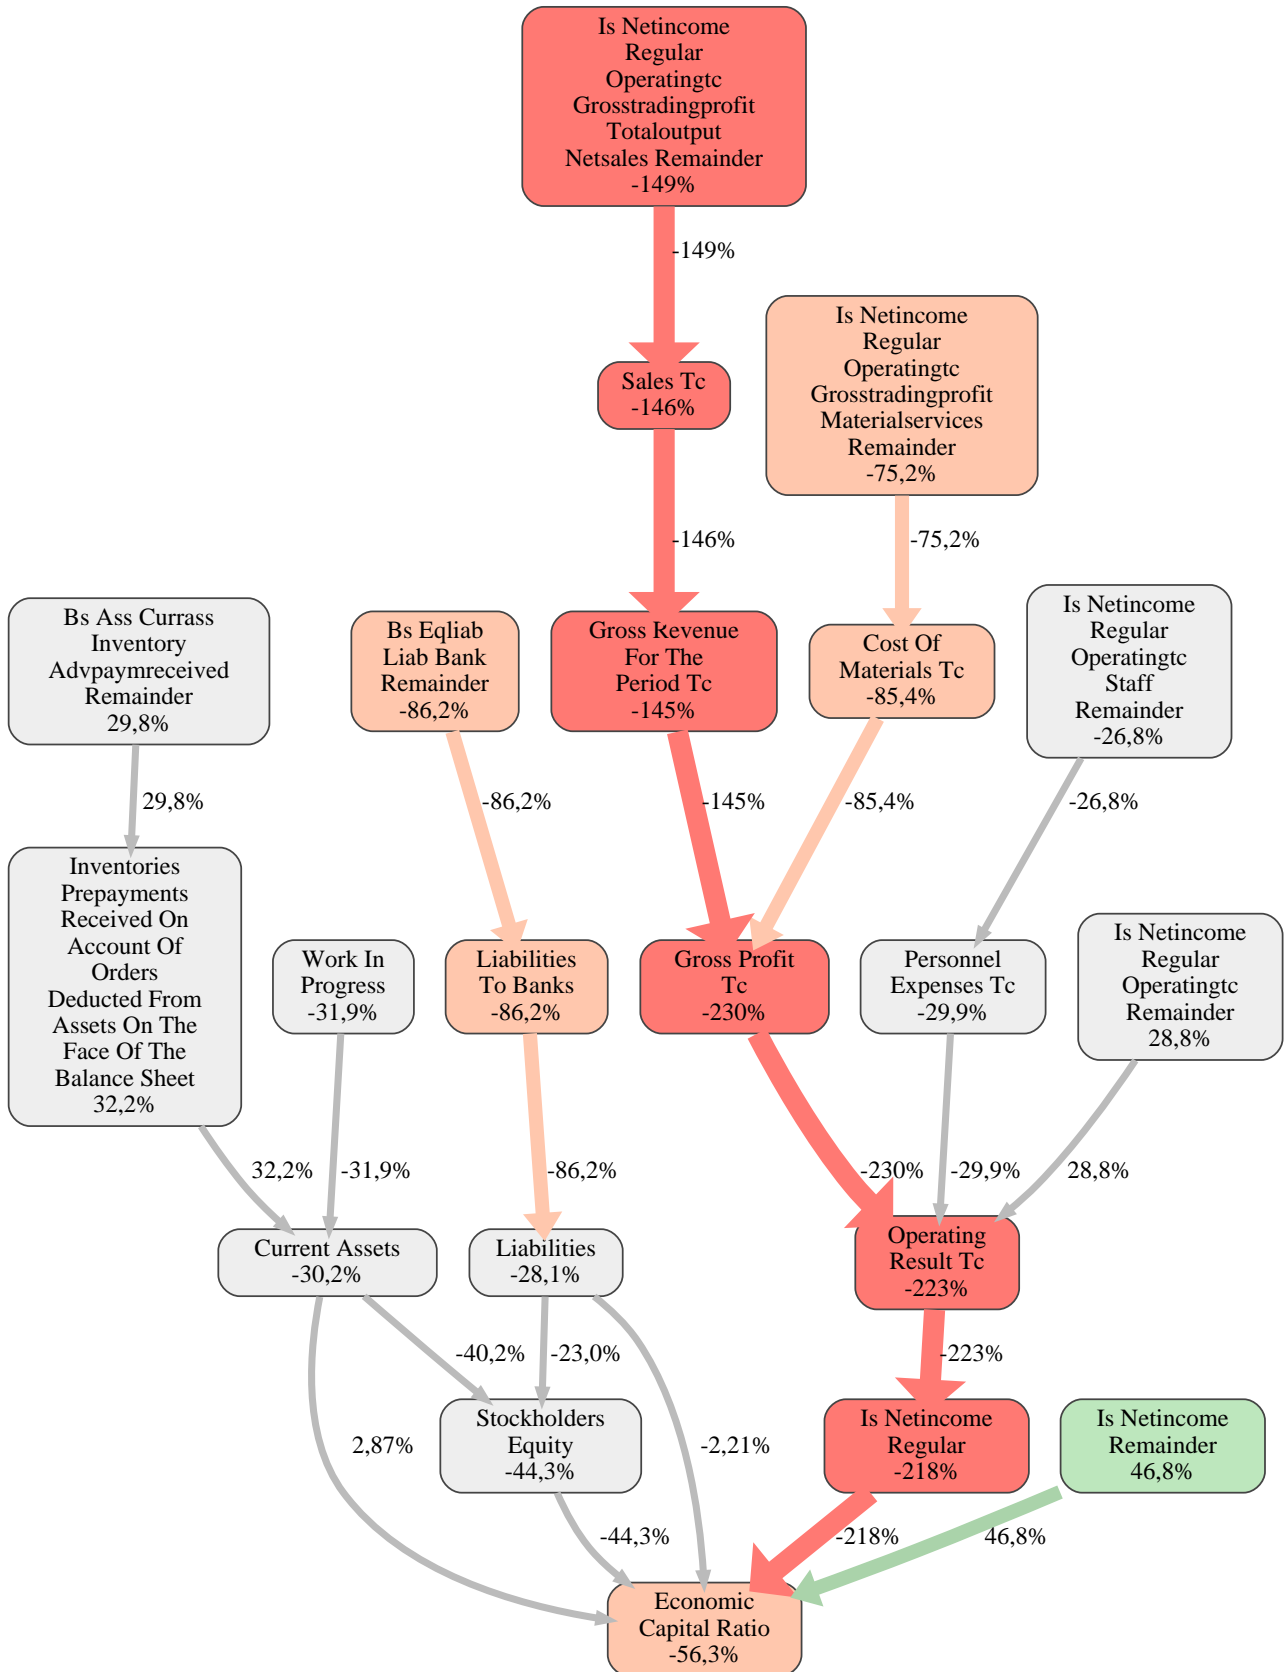 Is Netincome
Regular
Operatingtc
Grosstradingprofit
Totaloutput
Netsales Remainder
-149%
-149%
Sales Tc
-146%
Is Netincome
Regular
Operatingtc
Grosstradingprofit
Materialservices
Remainder
-75,2%
-146%
-75,2%
Bs Ass Currass
Inventory
Advpaymreceived
Remainder
29,8%
Bs Eqliab
Liab Bank
Remainder
-86,2%
Gross Revenue
For The
Period Tc
-145%
Cost Of
Materials Tc
-85,4%
Is Netincome
Regular
Operatingtc
Staff
Remainder
-26,8%
29,8%
-86,2%
-145%
-85,4%
-26,8%
Inventories
Prepayments
Received On
Account Of
Orders
Deducted From
Assets On The
Face Of The
Balance Sheet
32,2%
Work In
Progress
-31,9%
Liabilities
To Banks
-86,2%
Gross Profit
Tc
-230%
Personnel
Expenses Tc
-29,9%
Is Netincome
Regular
Operatingtc
Remainder
28,8%
32,2%
-31,9%
-86,2%
-230%
-29,9%
28,8%
Current Assets
-30,2%
Liabilities
-28,1%
Operating
Result Tc
-223%
-40,2%
-23,0%
-223%
Stockholders
Equity
-44,3%
Is Netincome
Regular
-218%
Is Netincome
Remainder
46,8%
2,87%
-2,21%
-44,3%
-218%
46,8%
Economic
Capital Ratio
-56,3%